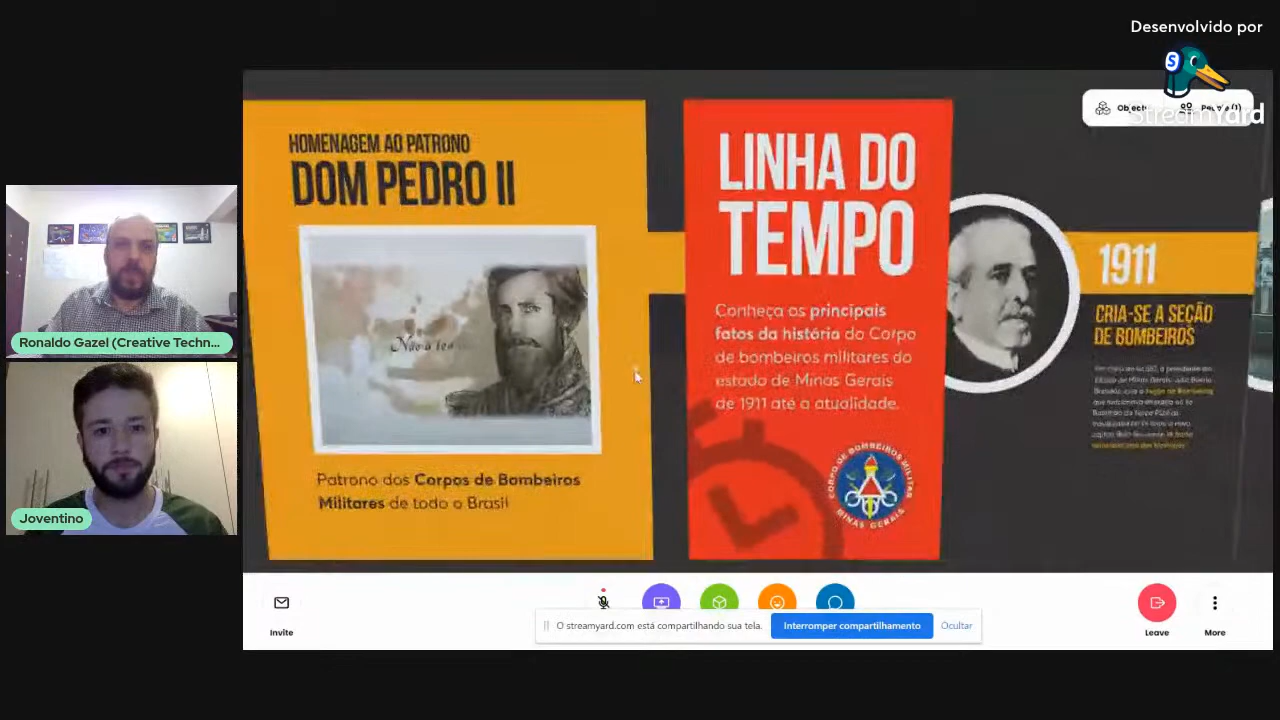 Desenvolvido por
StreamYard
People (1)
HOMENAGEM AO PATRONO
DOM PEDRO II
Patrono dos Corpos de Bombeiros
Militares de todo o Brasil
LINHA DO
TEMPO
Conheça os principais
fatos da história do Corpo
de bombeiros militares do
estado de Minas Gerais
de 1911 até a atualidade.
CORPO DE BOMBEIROS MILITAR
MINAS GERAIS
1911
CRIA-SE A SEÇÃO
DE BOMBEIROS
Ronaldo Gazel (Creative Techn...
Joventino
Invite
O streamyard.com está compartilhando sua tela.
Interromper compartilhamento
Ocultar
Leave
More